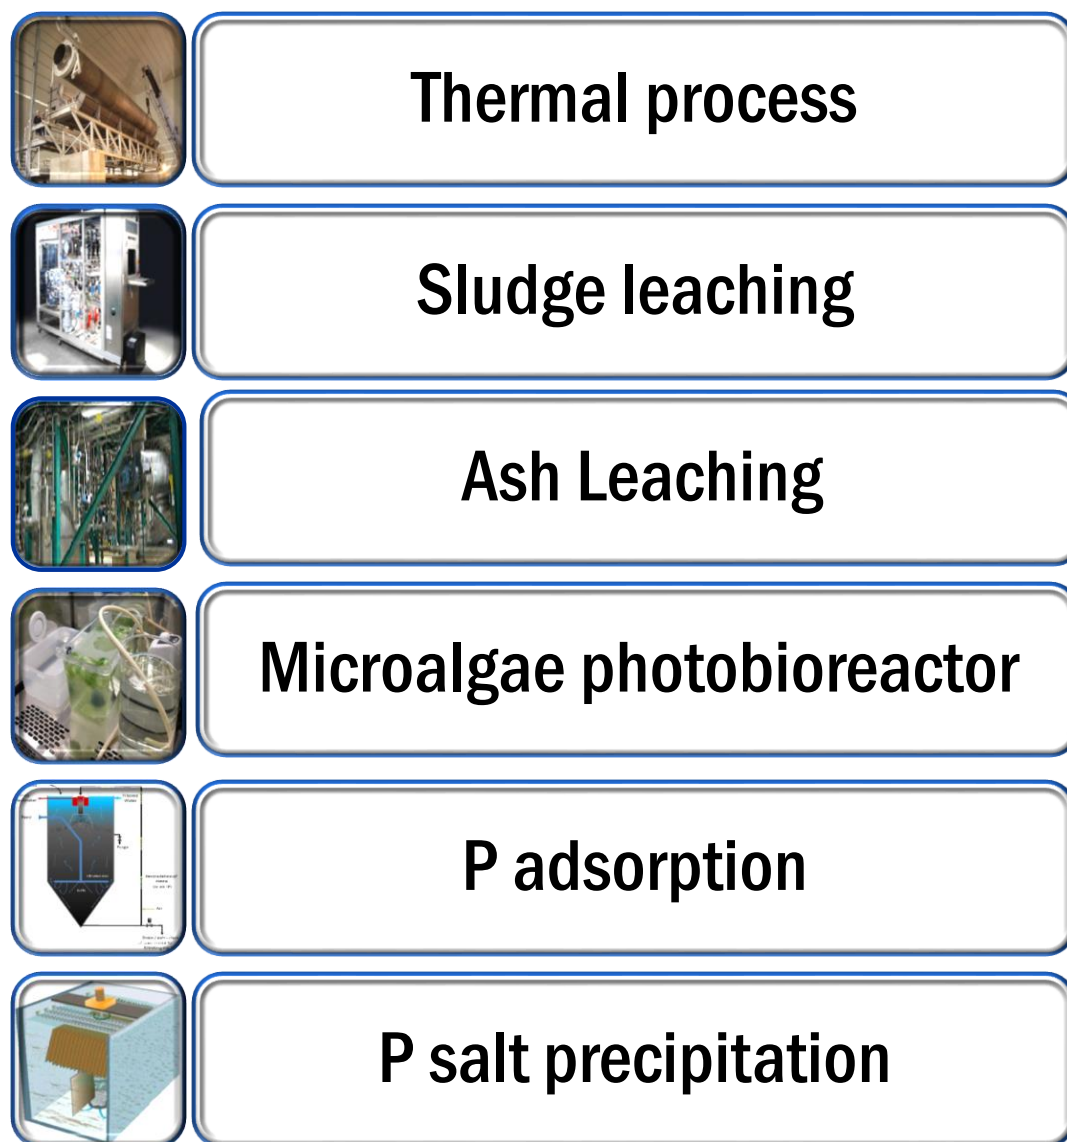 Thermal process
Sludge leaching
Ash Leaching
Microalgae photobioreactor
P adsorption
P salt precipitation